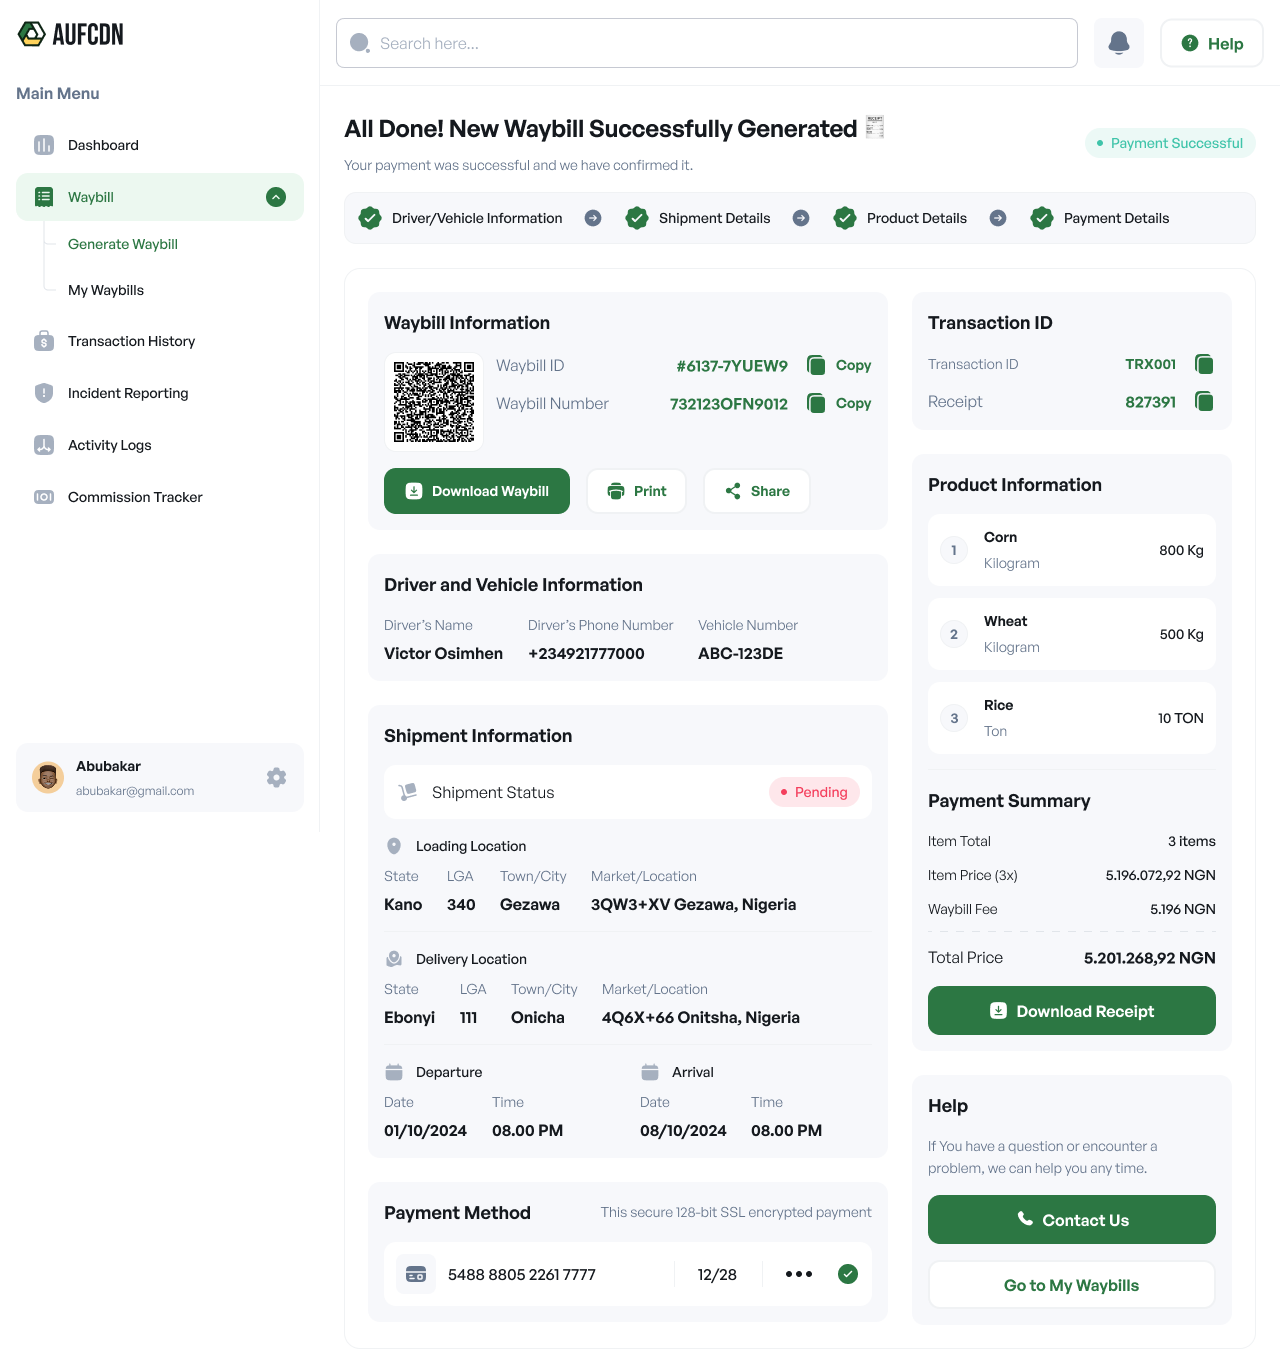 AUFCDN
Main Menu
Dashboard
Waybill
Generate Waybill
My Waybills
Transaction History
Incident Reporting
Activity Logs
Commission Tracker
Abubakar
abubakar@gmail.com
Search here...
Help
All Done! New Waybill Successfully Generated
Your payment was successful and we have confirmed it.
Payment Successful
Driver/Vehicle Information
Shipment Details
Product Details
Payment Details
Waybill Information
Waybill ID #6137-7YUEW9 Copy
Waybill Number 732123OFN9012 Copy
Download Waybill Print Share
Driver and Vehicle Information
Dirver's Name Dirver's Phone Number Vehicle Number
Victor Osimhen +234921777000 ABC-123DE
Shipment Information
Shipment Status Pending
Loading Location
State LGA Town/City Market/Location
Kano 340 Gezawa 3QW3+XV Gezawa, Nigeria
Delivery Location
State LGA Town/City Market/Location
Ebonyi 111 Onicha 4Q6X+66 Onitsha, Nigeria
Departure Arrival
Date Time Date Time
01/10/2024 08.00 PM 08/10/2024 08.00 PM
Payment Method This secure 128-bit SSL encrypted payment
5488 8805 2261 7777 12/28 •••
Transaction ID
Transaction ID TRX001
Receipt 827391
Product Information
1 Corn 800 Kg
Kilogram
2 Wheat 500 Kg
Kilogram
3 Rice 10 TON
Ton
Payment Summary
Item Total 3 items
Item Price (3x) 5.196.072,92 NGN
Waybill Fee 5.196 NGN
Total Price 5.201.268,92 NGN
Download Receipt
Help
If You have a question or encounter a
problem, we can help you any time.
Contact Us
Go to My Waybills